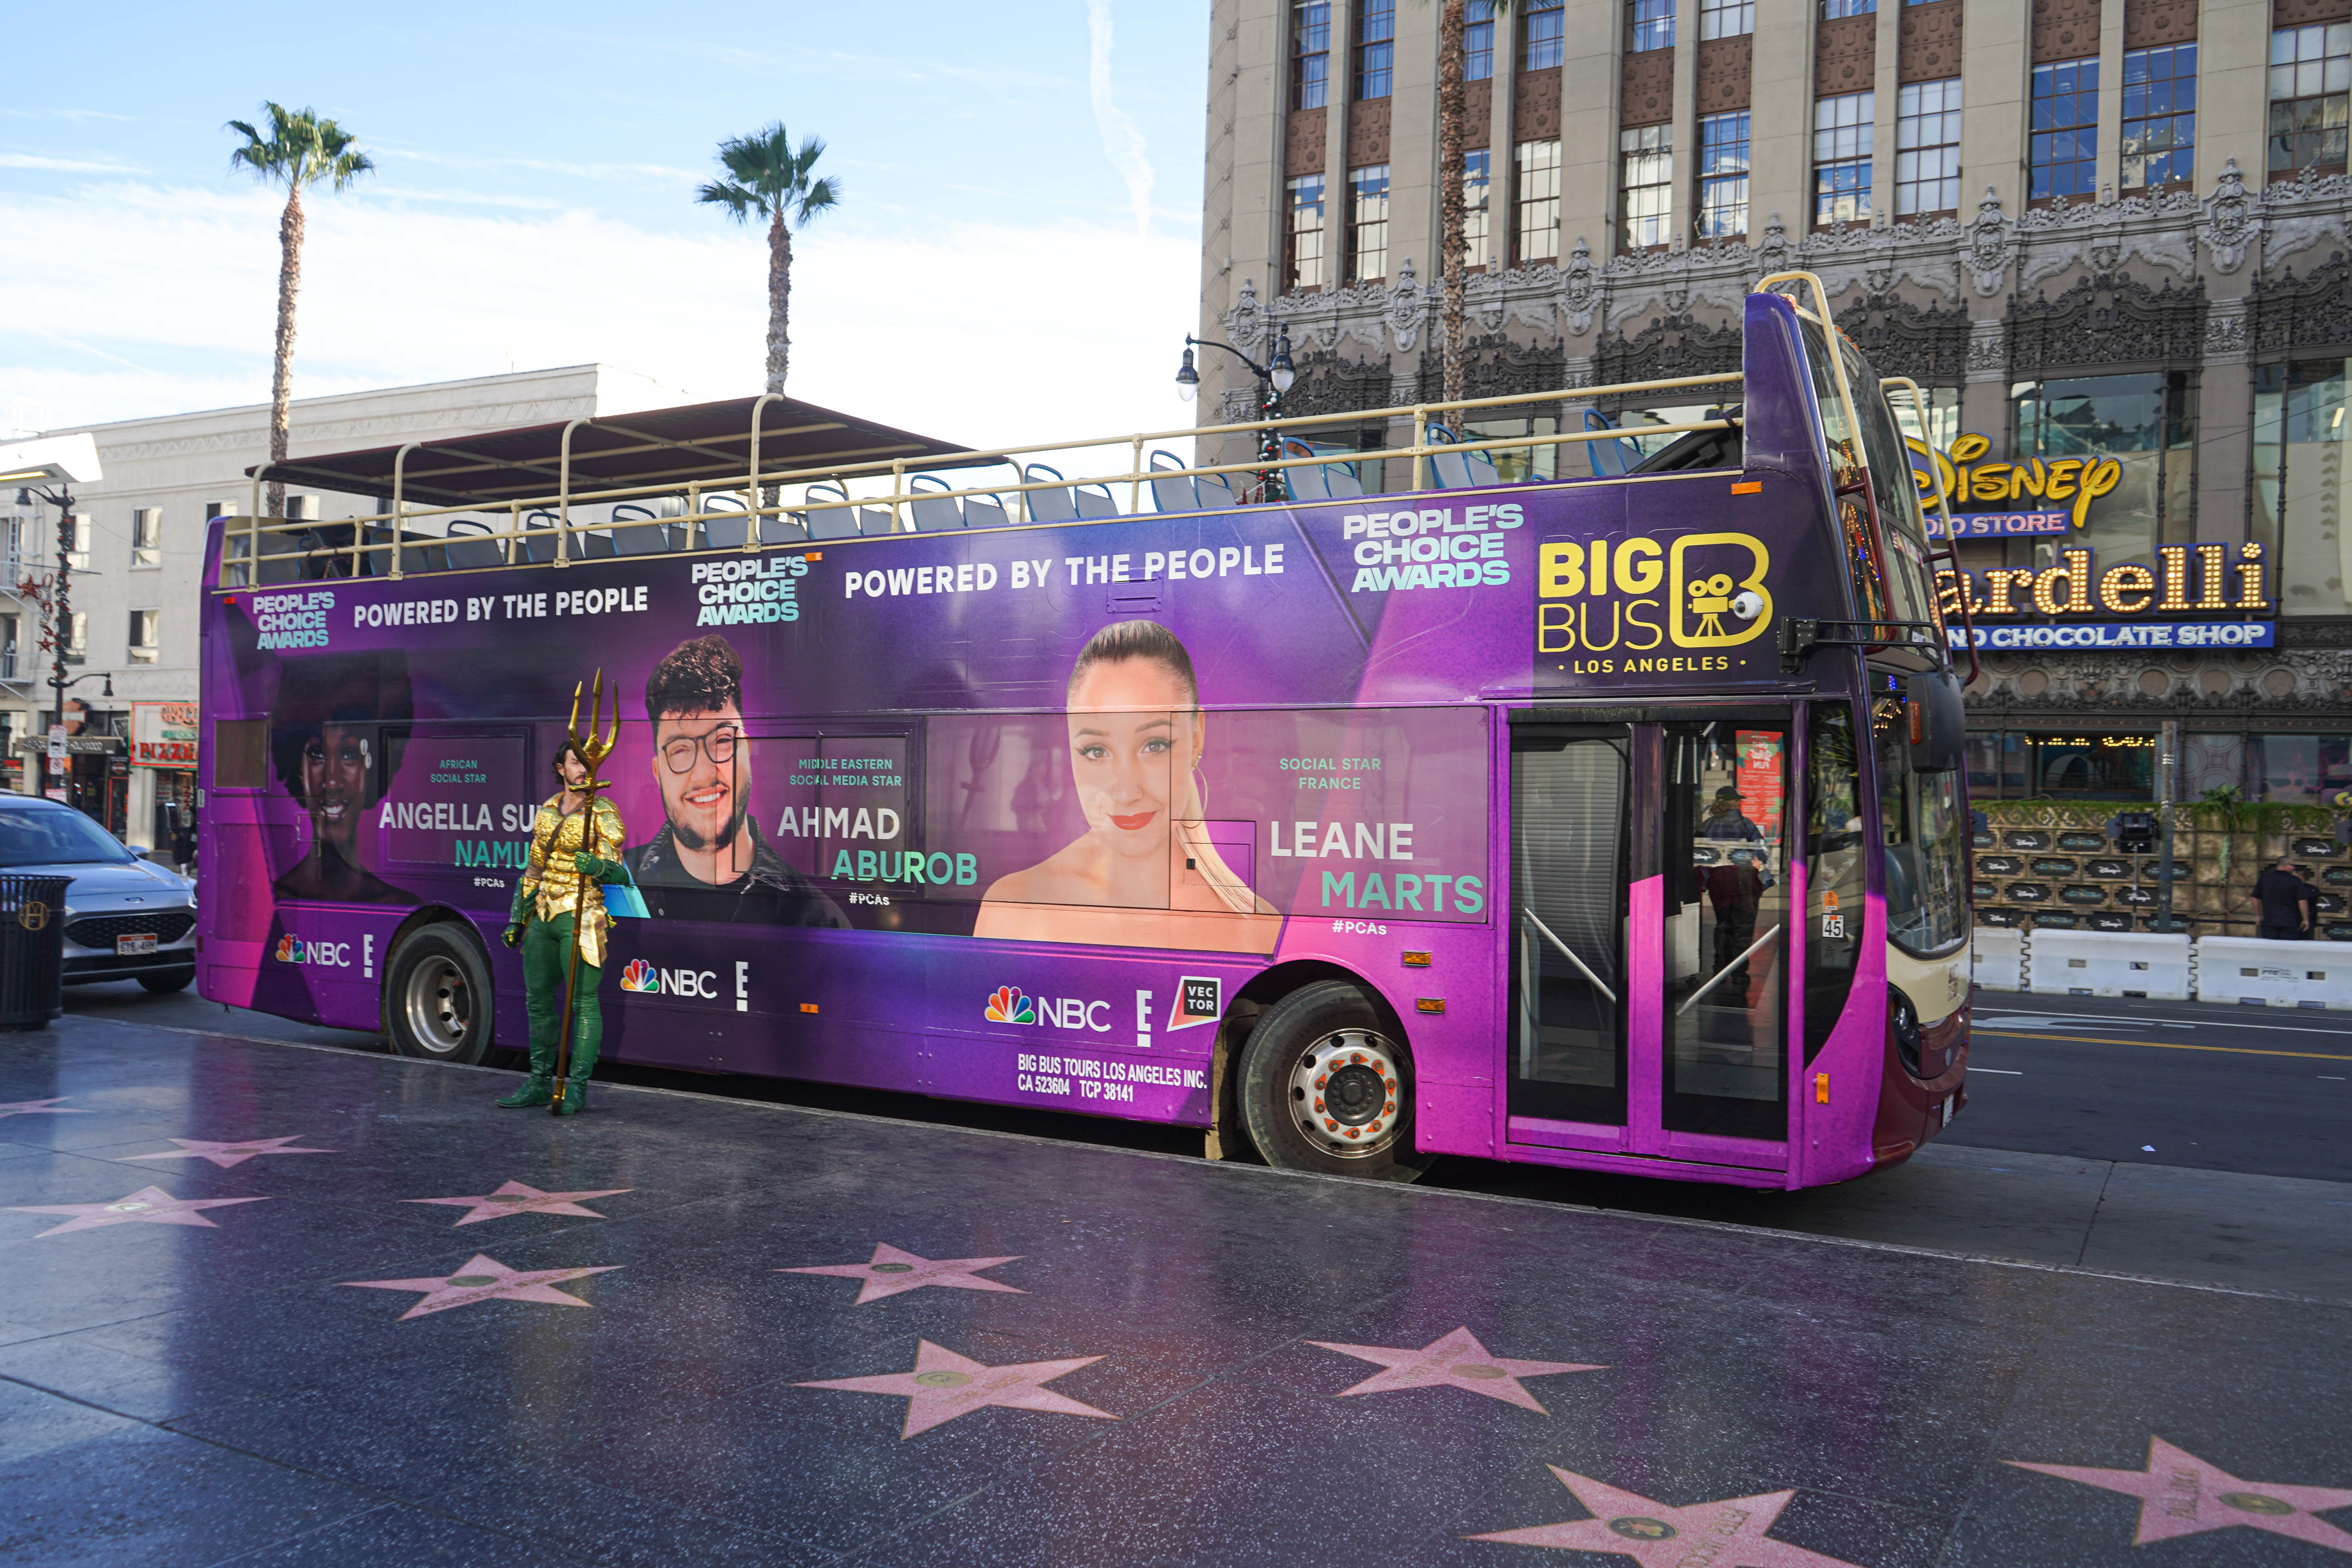 PEOPLE'S
CHOICE
AWARDS
POWERED BY THE PEOPLE
PEOPLE'S
CHOICE
AWARDS
POWERED BY THE PEOPLE
PEOPLE'S
CHOICE
AWARDS
BIG
BUS
• LOS ANGELES •
DISNEY
DIO STORE
ardelli
ND CHOCOLATE SHOP
PIZZA
AFRICAN
SOCIAL STAR
ANGELLA SU
NAMU
#PCAs
MIDDLE EASTERN
SOCIAL MEDIA STAR
AHMAD
ABUROB
#PCAs
SOCIAL STAR
FRANCE
LEANE
MARTS
#PCAs
45
NBC E!
NBC E!
NBC E!
VEC
TOR
BIG BUS TOURS LOS ANGELES INC.
CA 523604 TCP 38141